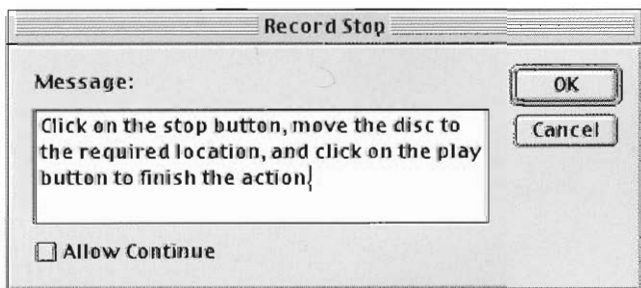 Record Stop
Message:
OK
Click on the stop button, move the disc to
the required location, and click on the play
button to finish the action.
Cancel
Allow Continue